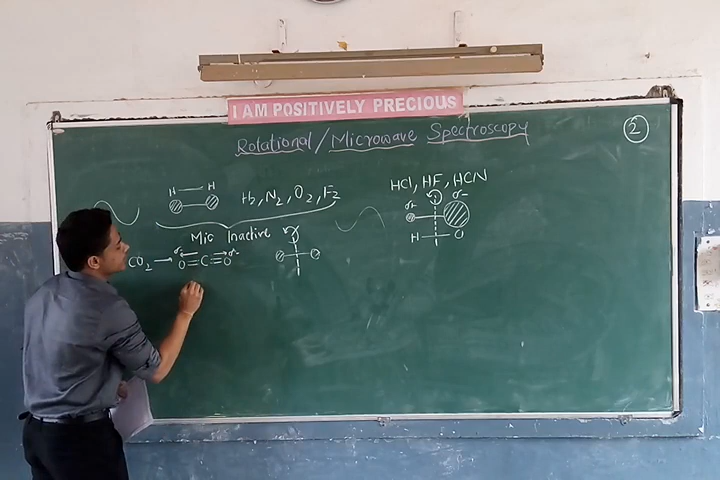 I AM POSITIVELY PRECIOUS
Rotational/Microwave Spectroscopy
2
H — H
H₂, N₂, O₂, F₂
Mic Inactive
CO₂ → O=C=O
δ- δ-
HCl, HF, HCN
δ+ δ-
H — Cl